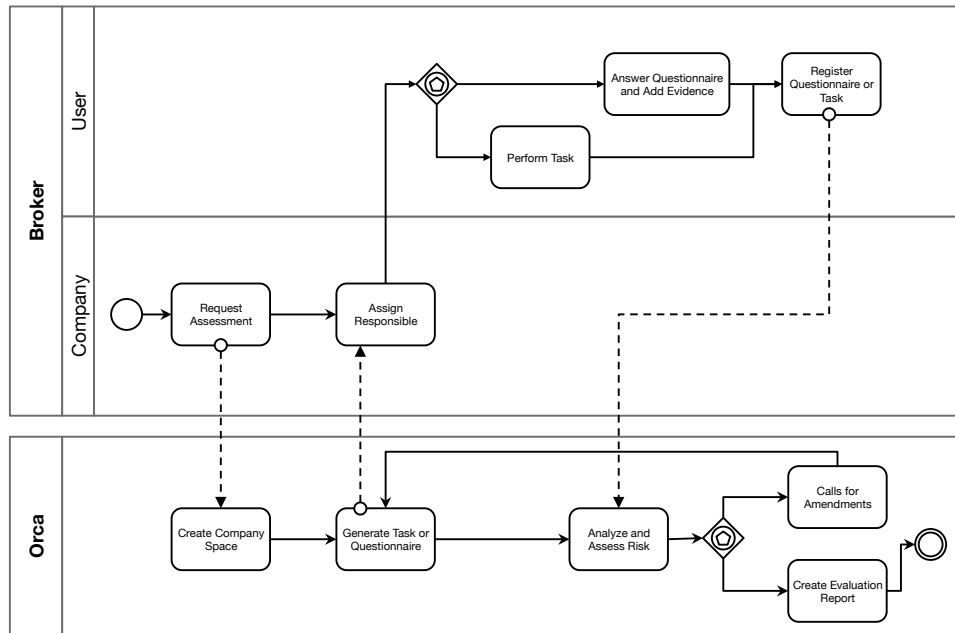 Broker
User
Answer Questionnaire
and Add Evidence
Register
Questionnaire or
Task
Perform Task
Company
Request
Assessment
Assign
Responsible
Orca
Create Company
Space
Generate Task or
Questionnaire
Analyze and
Assess Risk
Calls for
Amendments
Create Evaluation
Report